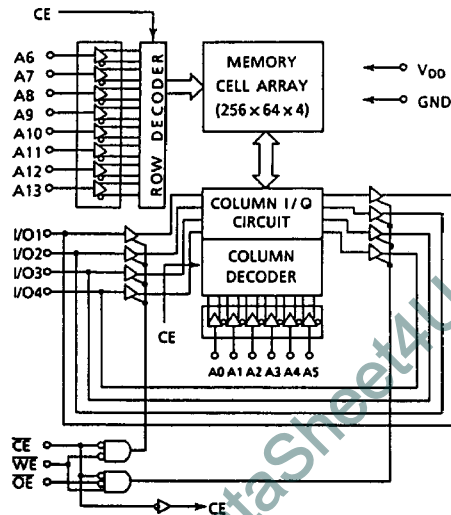 CE
A6
A7
A8
A9
A10
A11
A12
A13
ROW DECODER
MEMORY
CELL ARRAY
(256 x 64 x 4)
VDD
GND
COLUMN I/O
CIRCUIT
COLUMN
DECODER
I/O1
I/O2
I/O3
I/O4
CE
A0 A1 A2 A3 A4 A5
CE
WE
OE
CE
ataSheet4U